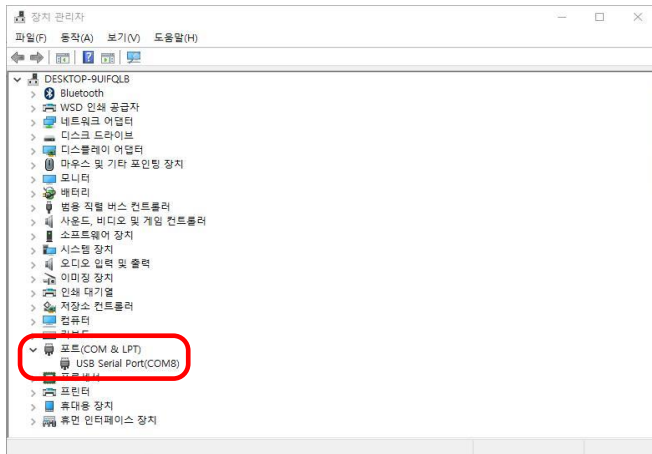 장치 관리자
파일(F) 동작(A) 보기(V) 도움말(H)
DESKTOP-9UIFQLB
Bluetooth
WSD 인쇄 공급자
네트워크 어댑터
디스크 드라이브
디스플레이 어댑터
마우스 및 기타 포인팅 장치
모니터
배터리
범용 직렬 버스 컨트롤러
사운드, 비디오 및 게임 컨트롤러
소프트웨어 장치
시스템 장치
오디오 입력 및 출력
이미징 장치
인쇄 대기열
저장소 컨트롤러
컴퓨터
포트(COM & LPT)
USB Serial Port(COM8)
프린터
휴대용 장치
휴먼 인터페이스 장치